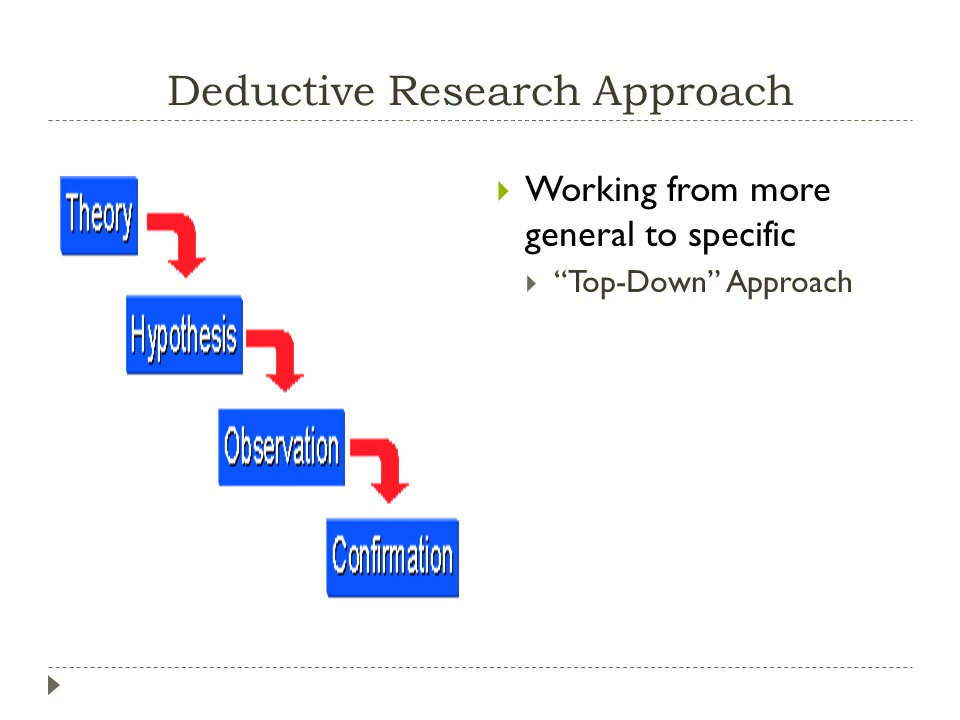 Deductive Research Approach
Theory
Hypothesis
Observation
Confirmation
Working from more
general to specific
“Top-Down” Approach